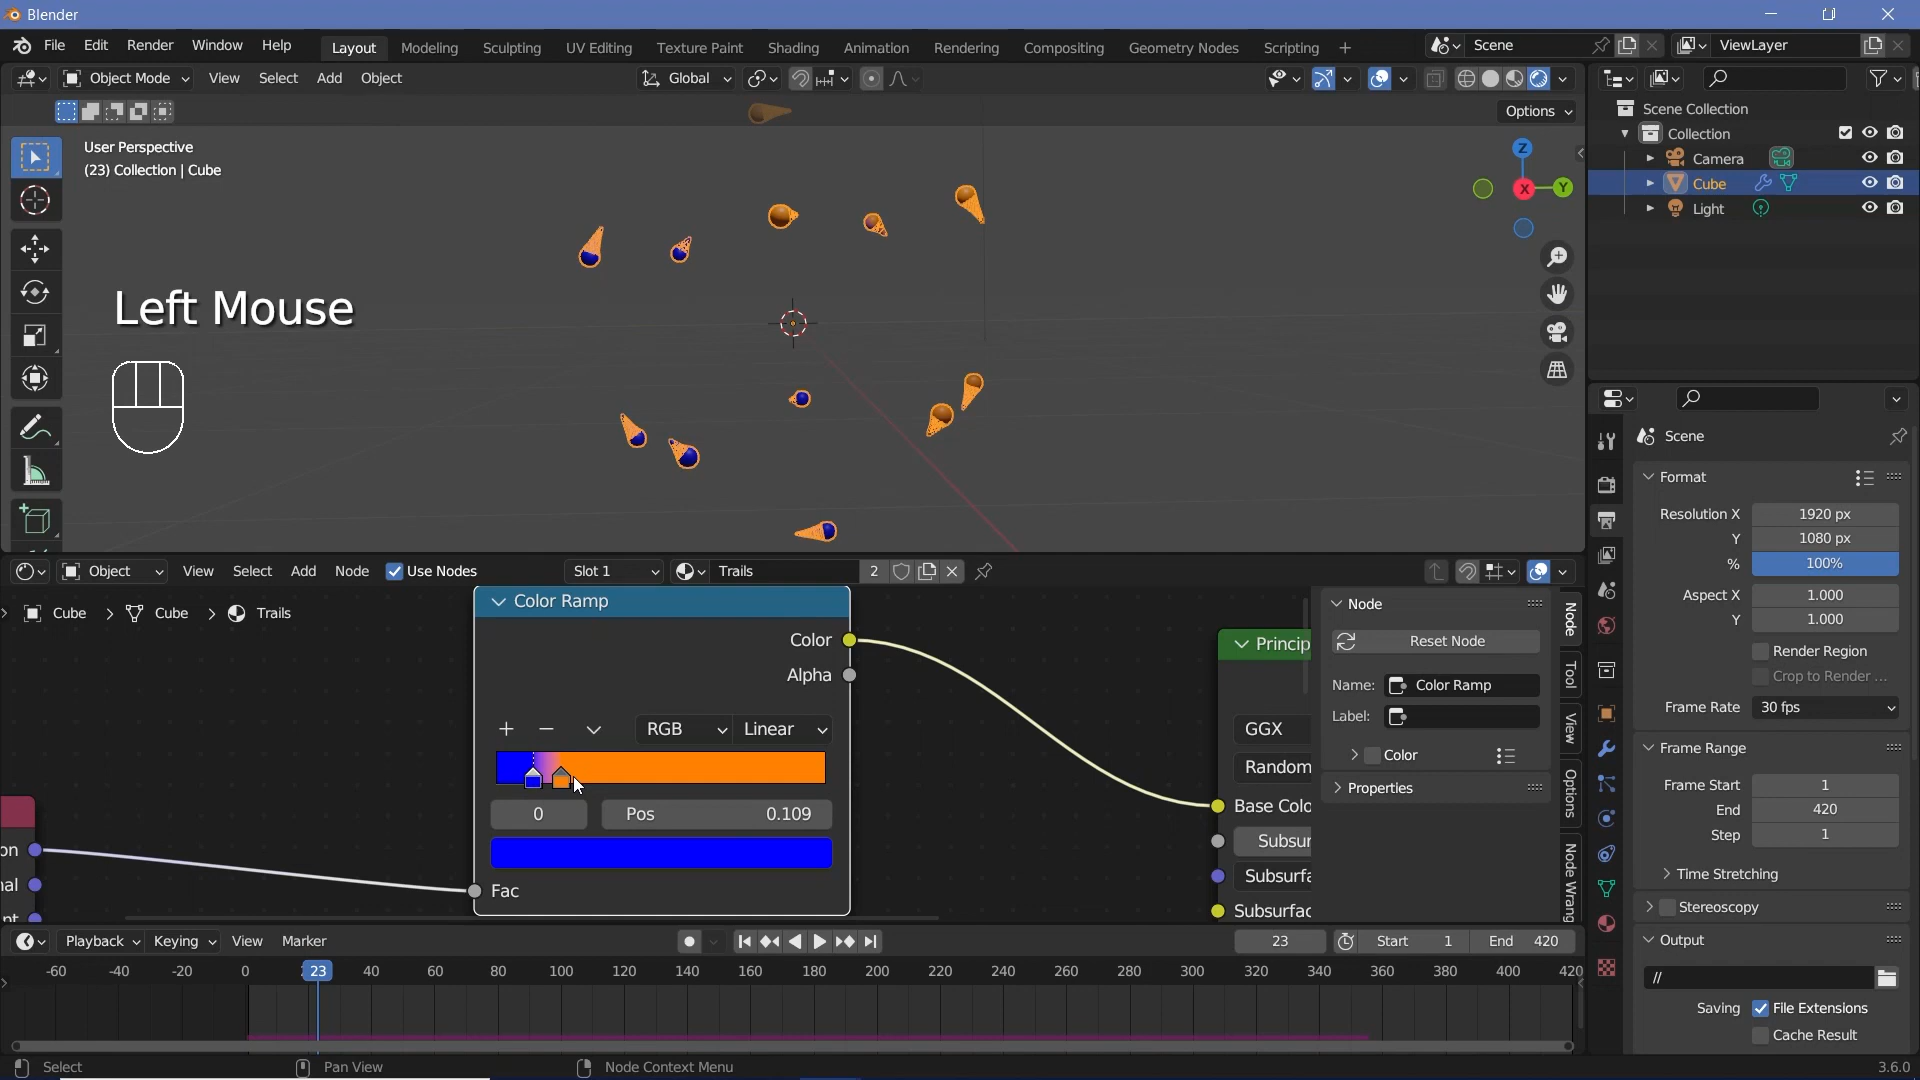 Blender
File Edit Render Window Help Layout Modeling Sculpting UV Editing Texture Paint Shading Animation Rendering Compositing Geometry Nodes Scripting + Scene ViewLayer
Object Mode View Select Add Object Global
Options
User Perspective
(23) Collection | Cube
Left Mouse
Z
X
Y
Scene Collection
Collection
Camera
Cube
Light
Scene
Format
Resolution X 1920 px
Y 1080 px
% 100%
Aspect X 1.000
Y 1.000
Render Region
Crop to Render ...
Frame Rate 30 fps
Frame Range
Frame Start 1
End 420
Step 1
Time Stretching
Stereoscopy
Output
//
Saving File Extensions
Cache Result
Object View Select Add Node Use Nodes Slot 1 Trails 2
Cube > Cube > Trails
Color Ramp
Color
Alpha
RGB Linear
0 Pos 0.109
Fac
on
nal
nt
Princip
GGX
Random
Base Colo
Subsur
Subsurfa
Subsurfac
Node
Reset Node
Name: Color Ramp
Label:
Color
Properties
Node
Tool
View
Options
Node Wrang
Playback Keying View Marker 23 Start 1 End 420
-60 -40 -20 0 23 40 60 80 100 120 140 160 180 200 220 240 260 280 300 320 340 360 380 400 420
Select Pan View Node Context Menu 3.6.0